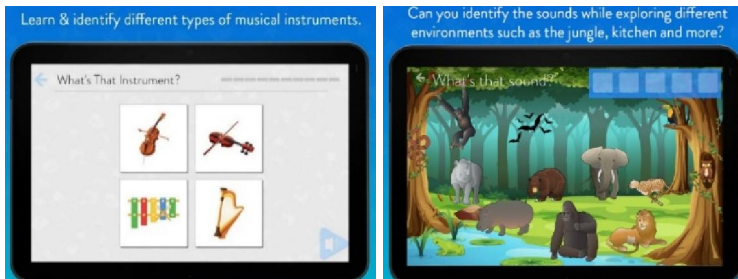 Learn & identify different types of musical instruments.
What's That Instrument?
Can you identify the sounds while exploring different
environments such as the jungle, kitchen and more?
What's that sound?